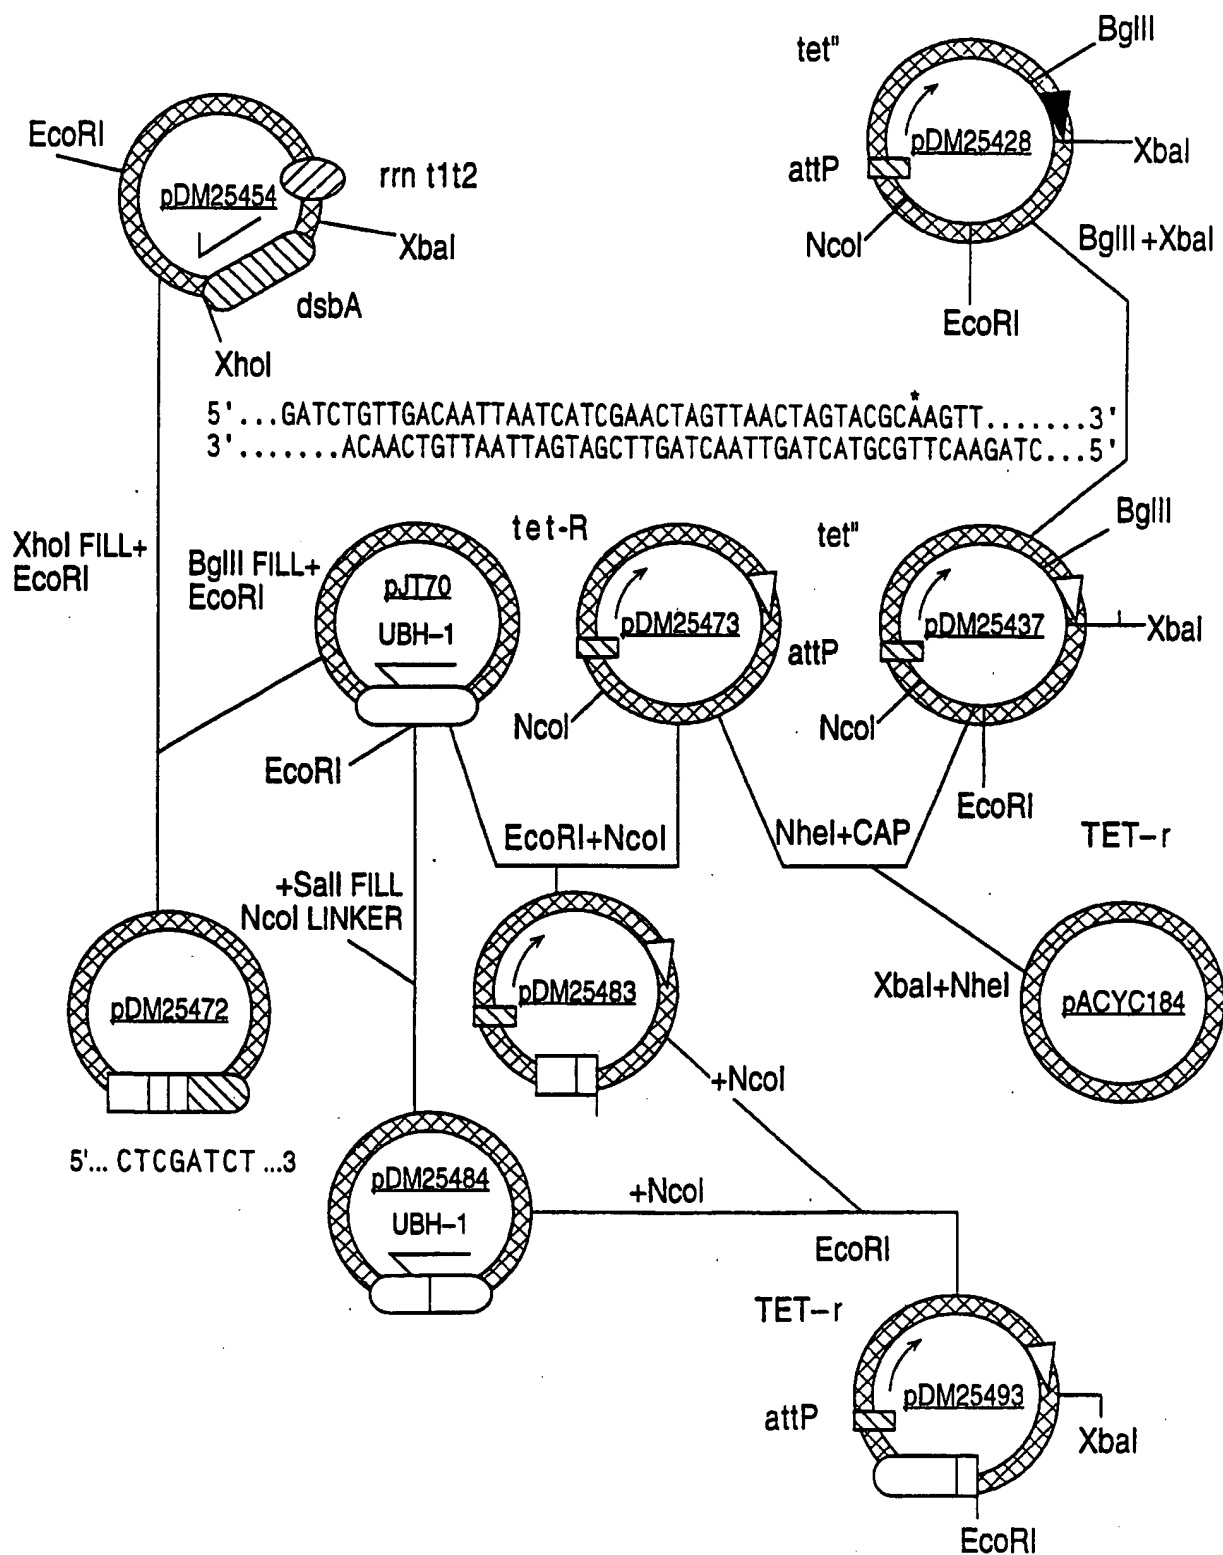 tet"
BglII
EcoRI
pDM25454
rrn t1t2
XbaI
dsbA
XhoI
pDM25428
XbaI
attP
NcoI
BglII+XbaI
EcoRI
*
5'...GATCTGTTGACAATTAATCATCGAACTAGTTAACTAGTACGCAAGTT.......3'
3'.......ACAACTGTTAATTAGTAGCTTGATCAATTGATCATGCGTTCAAGATC...5'
XhoI FILL+
EcoRI
BglII FILL+
EcoRI
pJT70
UBH-1
EcoRI
tet-R
pDM25473
attP
NcoI
tet"
BglII
pDM25437
XbaI
NcoI
EcoRI
EcoRI+NcoI
NheI+CAP
TET-r
+SalI FILL
NcoI LINKER
pDM25472
pDM25483
XbaI+NheI
pACYC184
+NcoI
5'... CTCGATCT ...3
pDM25484
UBH-1
+NcoI
EcoRI
TET-r
pDM25493
attP
XbaI
EcoRI